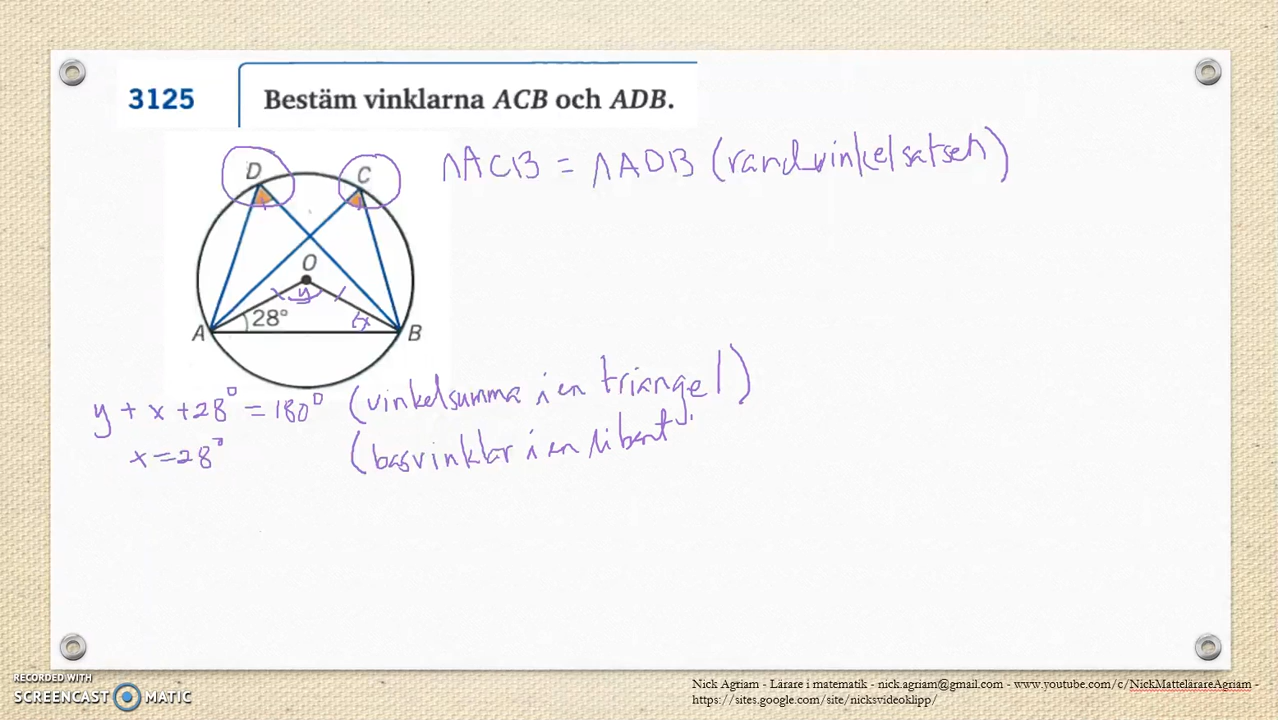 3125 Bestäm vinklarna ACB och ADB.
D C
∧ACB = ∧ADB (randvinkelsatsen)
O
y
28° x
A B
y + x + 28° = 180° (vinkelsumma i en triangel)
x = 28° (basvinklar i en likbent
RECORDED WITH
SCREENCAST MATIC
Nick Agriam - Lärare i matematik - nick.agriam@gmail.com - www.youtube.com/c/NickMattelärareAgriam -
https://sites.google.com/site/nicksvideoklipp/